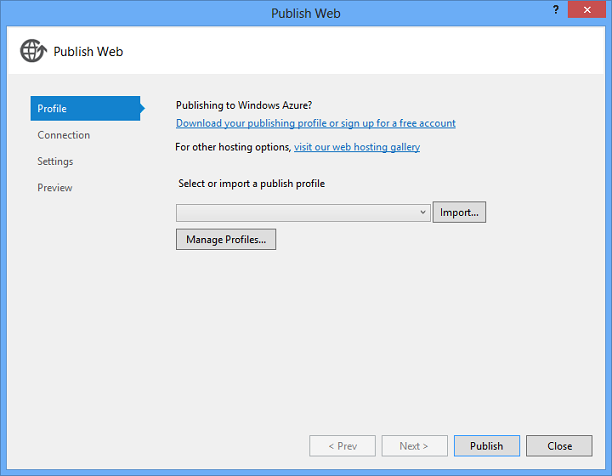 Publish Web
?
Publish Web
Profile
Connection
Settings
Preview
Publishing to Windows Azure?
Download your publishing profile or sign up for a free account
For other hosting options, visit our web hosting gallery
Select or import a publish profile
Import...
Manage Profiles...
< Prev
Next >
Publish
Close